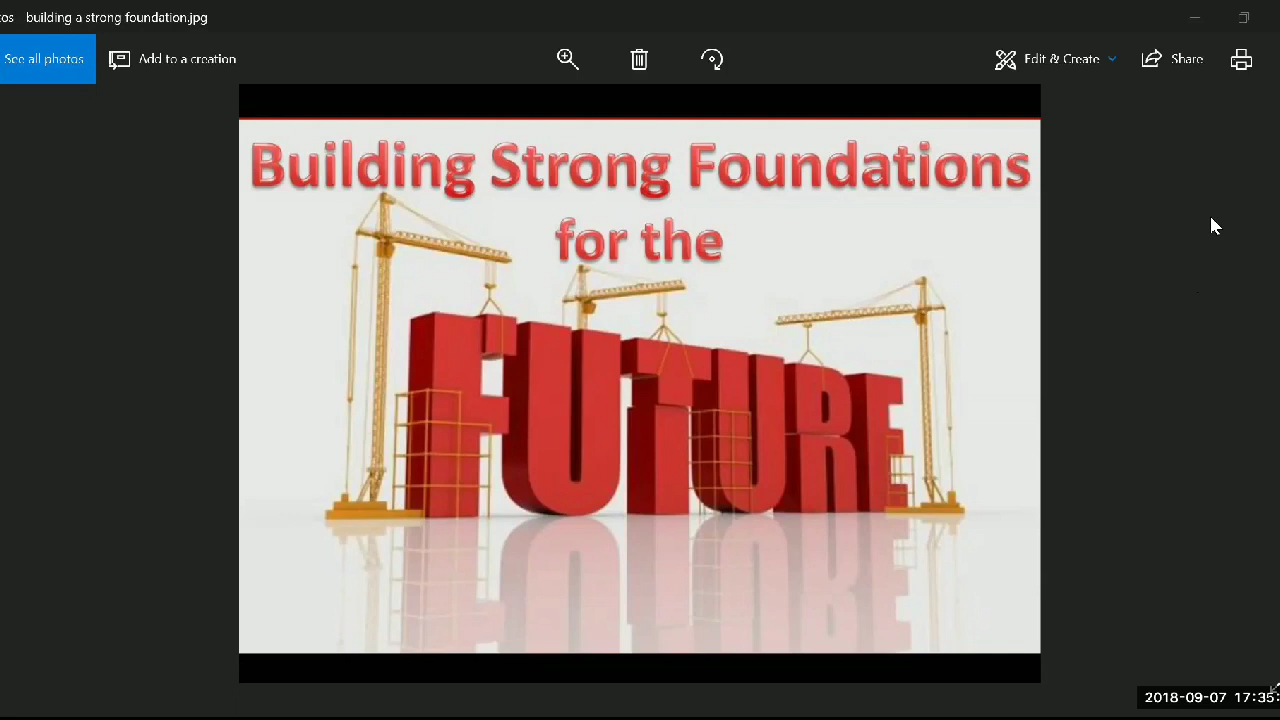 os building a strong foundation.jpg
See all photos
Add to a creation
Edit & Create
Share
Building Strong Foundations
for the
FUTURE
2018-09-07 17:35: